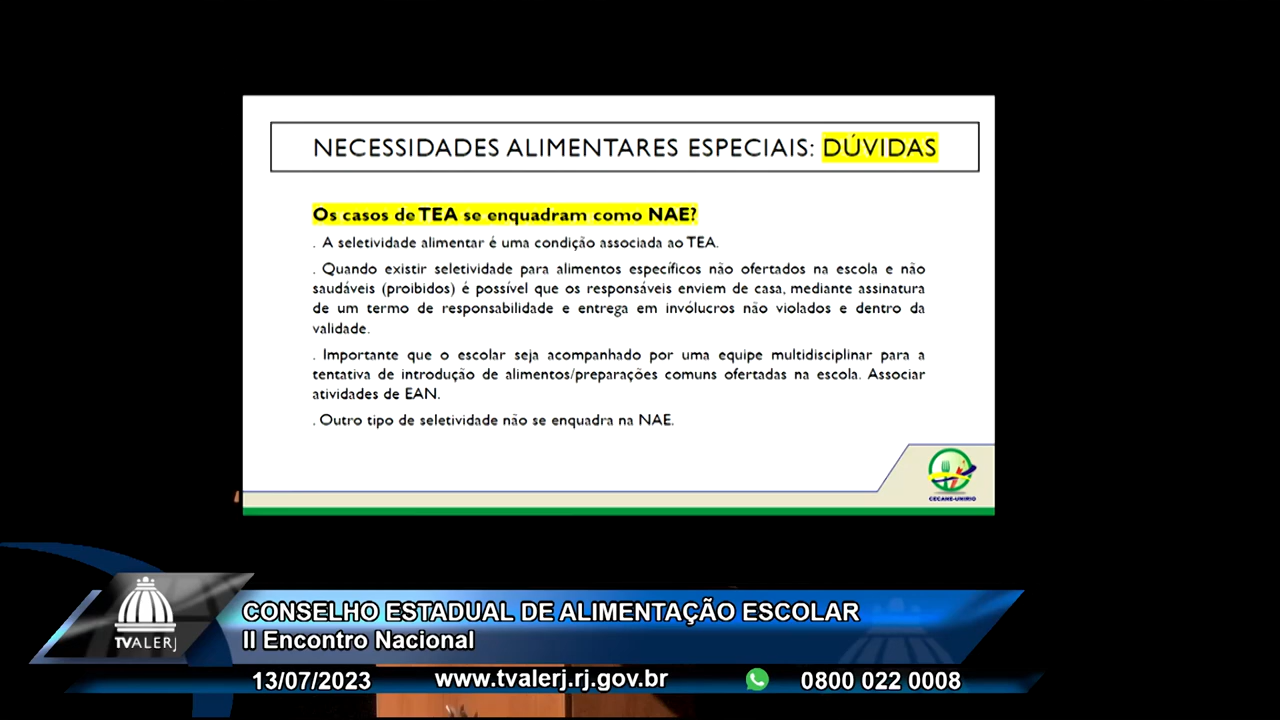 NECESSIDADES ALIMENTARES ESPECIAIS: DÚVIDAS
Os casos de TEA se enquadram como NAE?
. A seletividade alimentar é uma condição associada ao TEA.
. Quando existir seletividade para alimentos específicos não ofertados na escola e não
saudáveis (proibidos) é possível que os responsáveis enviem de casa, mediante assinatura
de um termo de responsabilidade e entrega em invólucros não violados e dentro da
validade.
. Importante que o escolar seja acompanhado por uma equipe multidisciplinar para a
tentativa de introdução de alimentos/preparações comuns ofertadas na escola. Associar
atividades de EAN.
. Outro tipo de seletividade não se enquadra na NAE.
CECANE-UNIRIO
TVALERJ
CONSELHO ESTADUAL DE ALIMENTAÇÃO ESCOLAR
II Encontro Nacional
13/07/2023 www.tvalerj.rj.gov.br 0800 022 0008